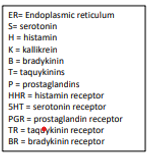 ER= Endoplasmic reticulum
S= serotonin
H = histamin
K = kallikrein
B = bradykinin
T= taquykinins
P = prostaglandins
HHR = histamin receptor
5HT = serotonin receptor
PGR = prostaglandin receptor
TR = taquykinin receptor
BR = bradykinin receptor